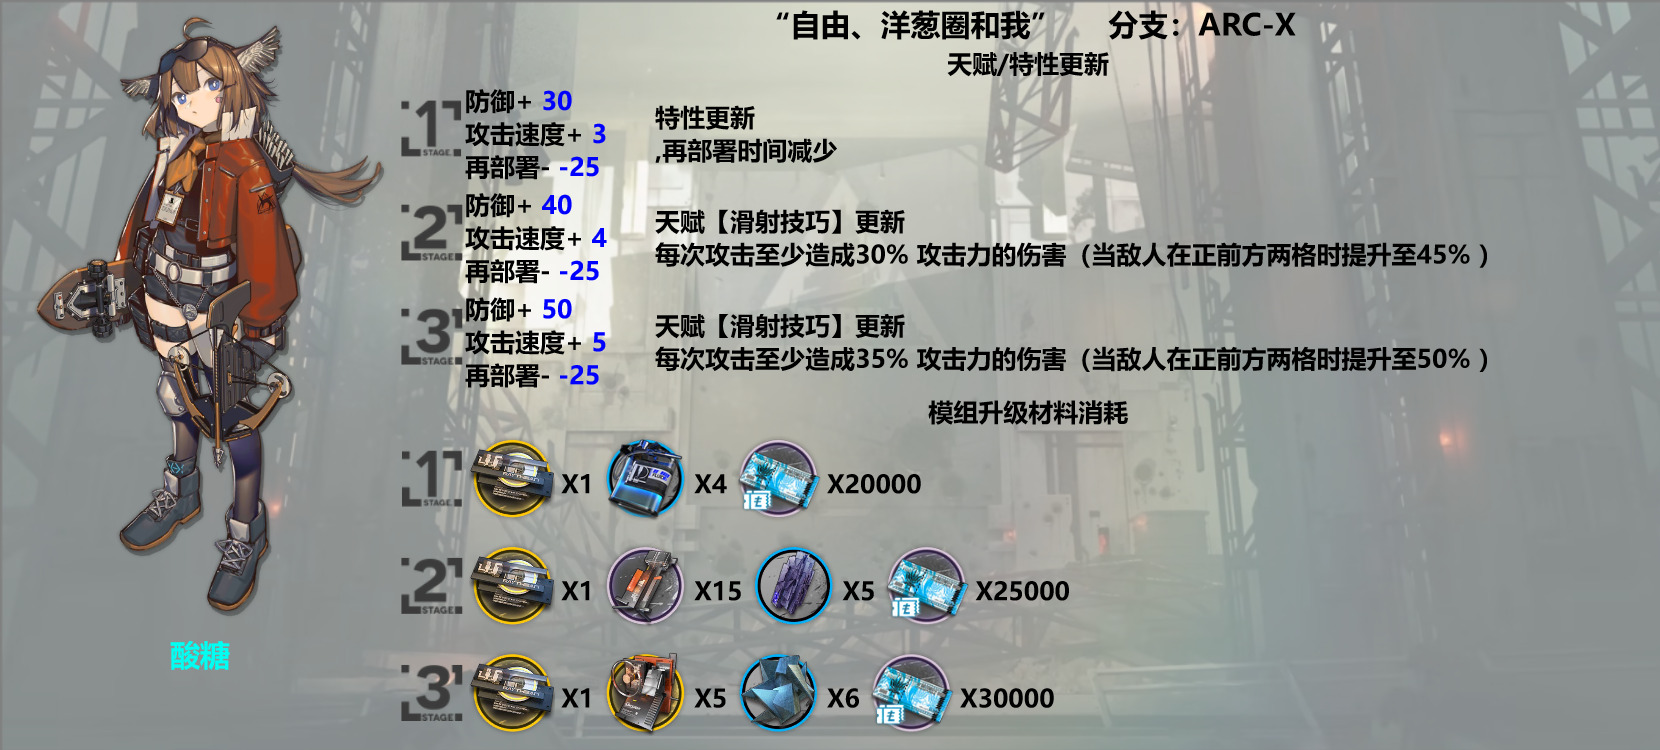 “自由、洋葱圈和我” 分支：ARC-X
天赋/特性更新
1 STAGE.
防御+ 30
攻击速度+ 3
再部署- -25
特性更新
,再部署时间减少
2 STAGE.
防御+ 40
攻击速度+ 4
再部署- -25
天赋【滑射技巧】更新
每次攻击至少造成30% 攻击力的伤害（当敌人在正前方两格时提升至45% ）
3 STAGE.
防御+ 50
攻击速度+ 5
再部署- -25
天赋【滑射技巧】更新
每次攻击至少造成35% 攻击力的伤害（当敌人在正前方两格时提升至50% ）
模组升级材料消耗
1 STAGE. X1 X4 X20000
2 STAGE. X1 X15 X5 X25000
酸糖
3 STAGE. X1 X5 X6 X30000